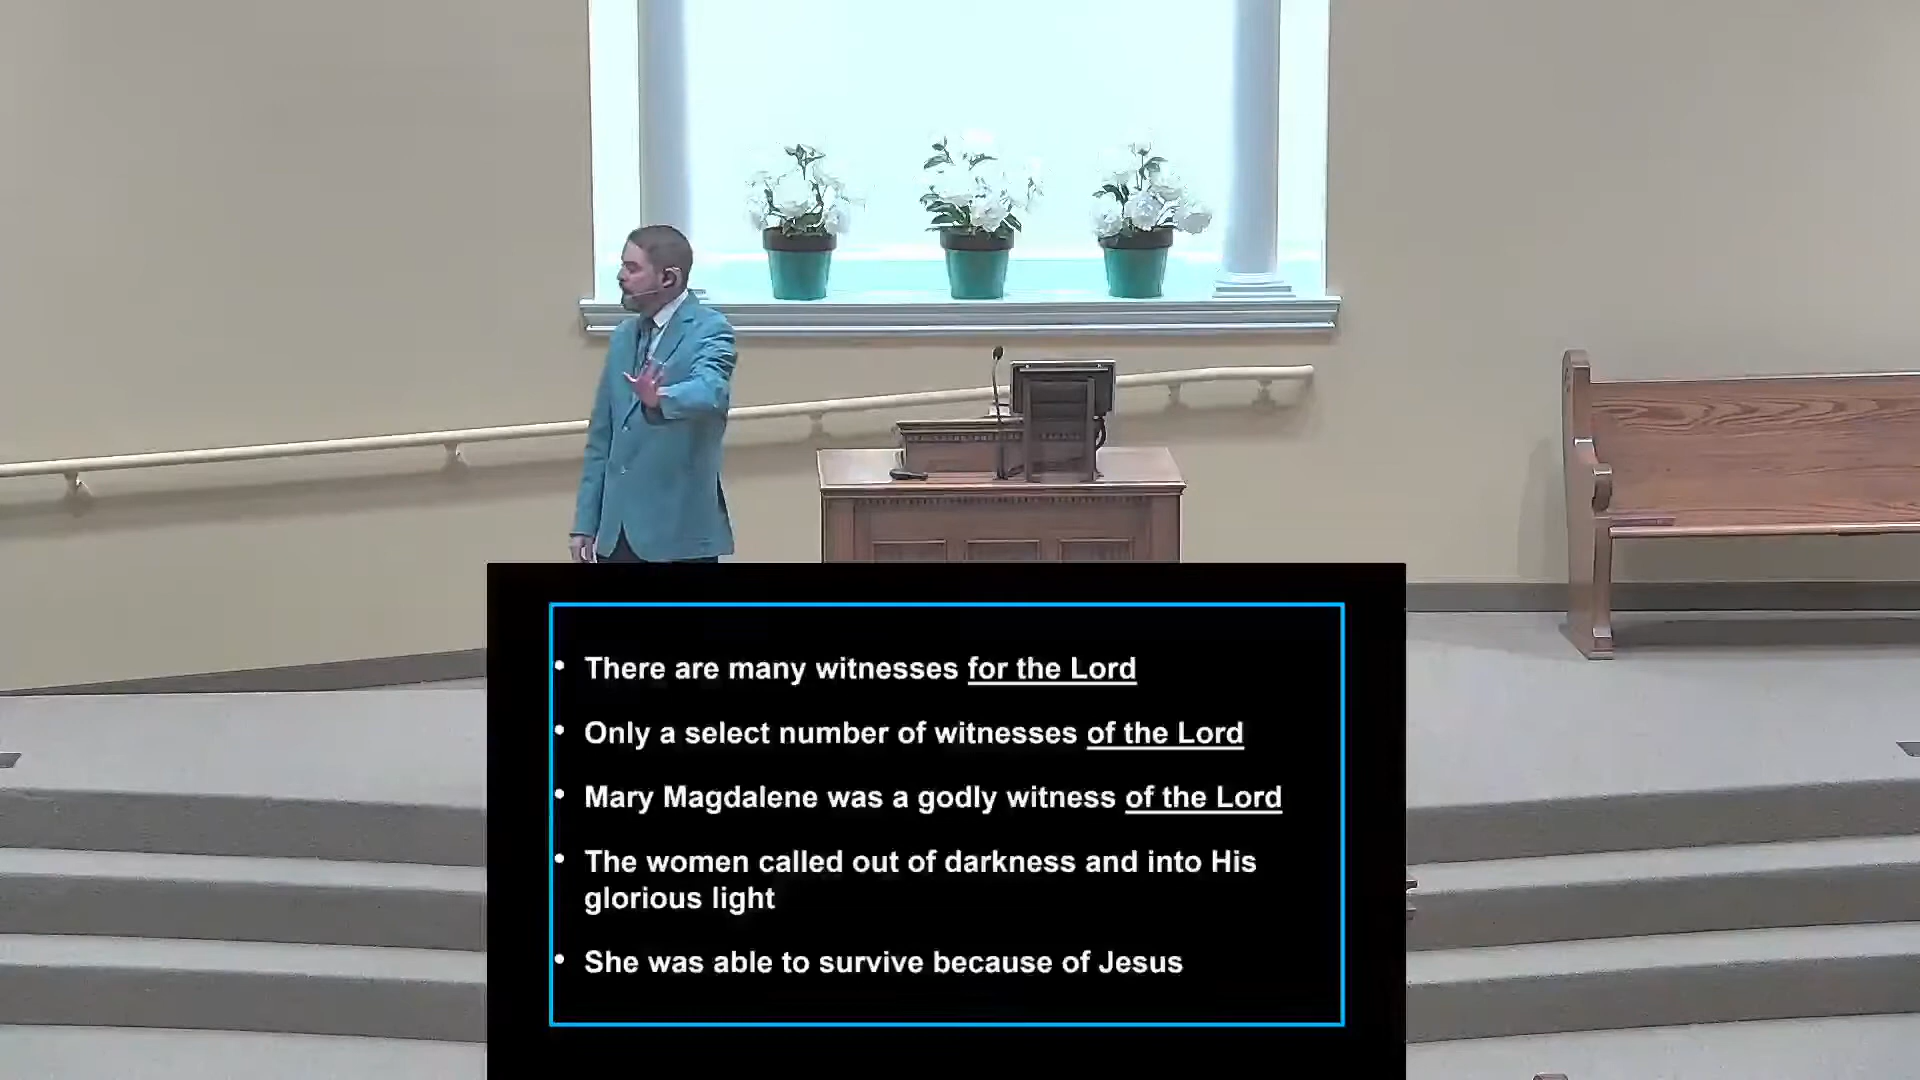 • There are many witnesses for the Lord
• Only a select number of witnesses of the Lord
• Mary Magdalene was a godly witness of the Lord
• The women called out of darkness and into His
glorious light
• She was able to survive because of Jesus